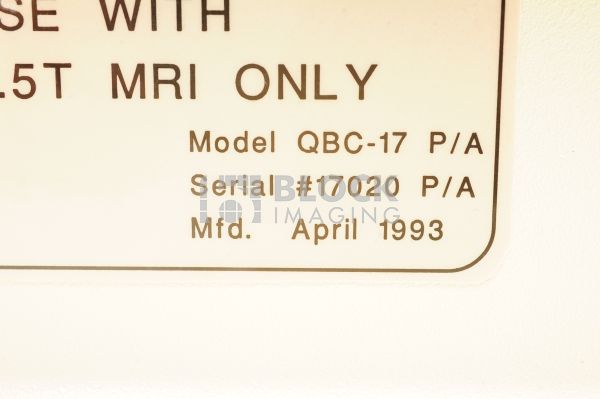 SE WITH
.5T MRI ONLY
Model QBC-17 P/A
Serial #17020 P/A
BLOCK
IMAGING
Mfd. April 1993